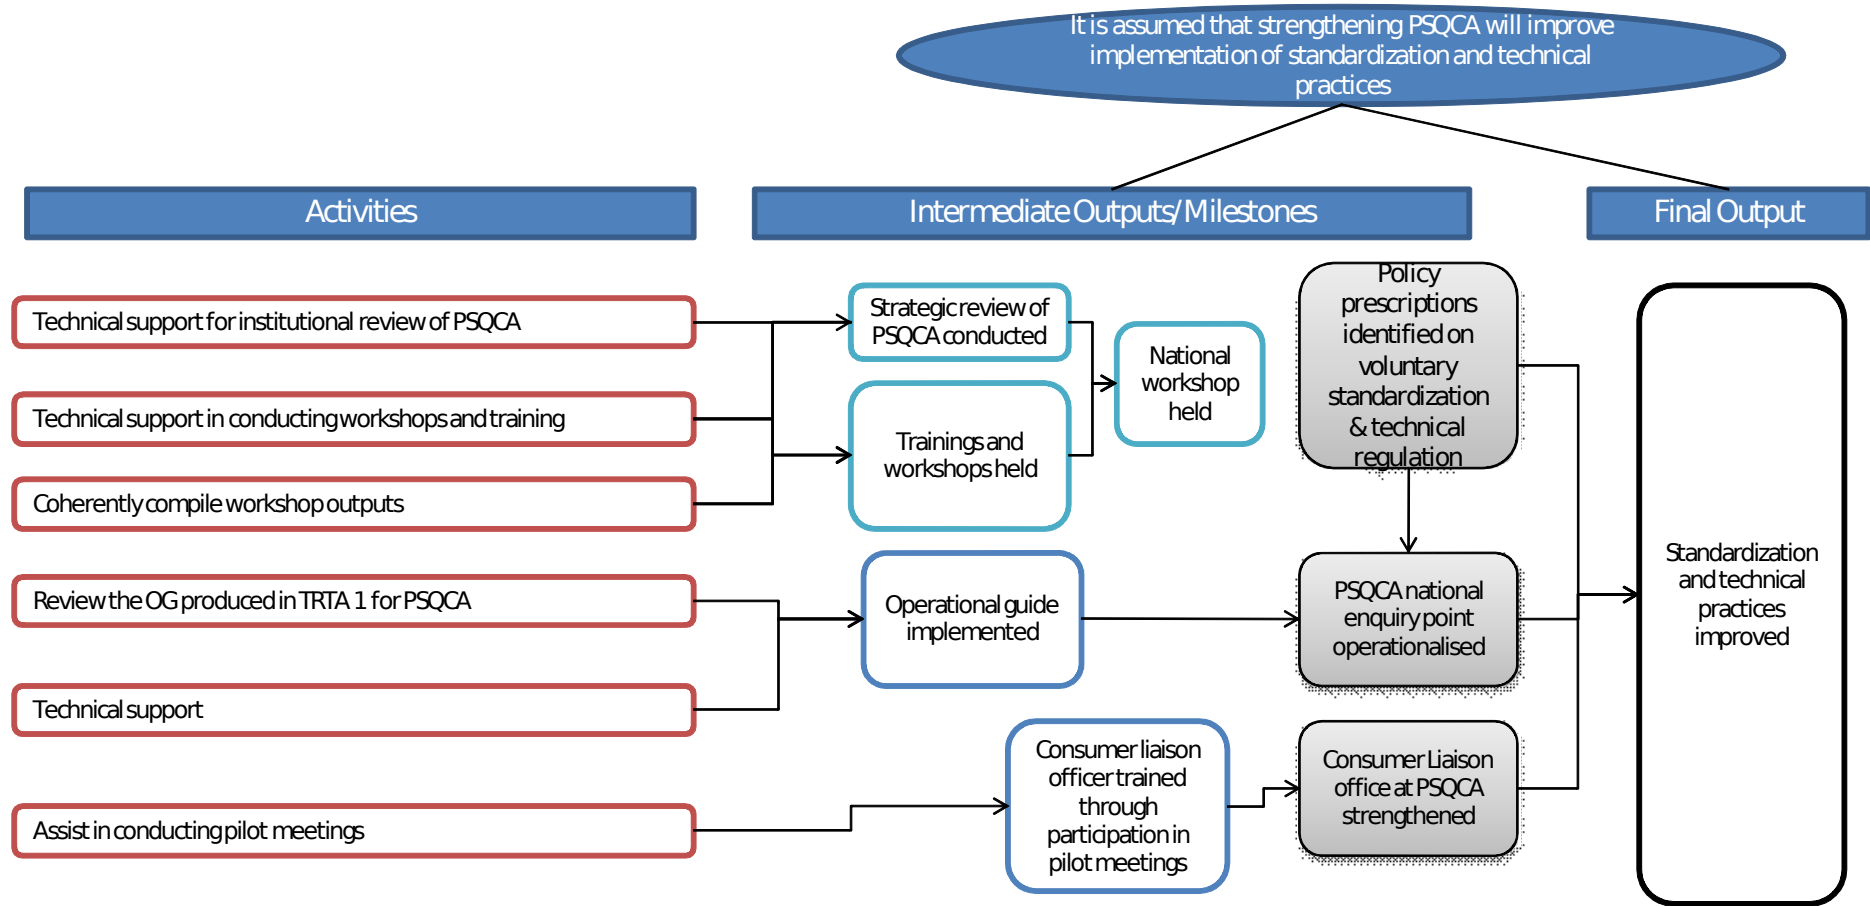 It is assumed that strengthening PSQCA will improve
implementation of standardization and technical
practices
Activities
Intermediate Outputs/Milestones
Final Output
Technical support for institutional review of PSQCA
Technical support in conducting workshops and training
Coherently compile workshop outputs
Review the OG produced in TRTA 1 for PSQCA
Technical support
Assist in conducting pilot meetings
Strategic review of
PSQCA conducted
Trainings and
workshops held
National
workshop
held
Operational guide
implemented
Consumer liaison
officer trained
through
participation in
pilot meetings
Policy
prescriptions
identified on
voluntary
standardization
& technical
regulation
PSQCA national
enquiry point
operationalised
Consumer Liaison
office at PSQCA
strengthened
Standardization
and technical
practices
improved